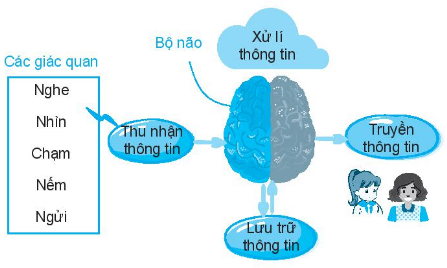 Các giác quan
Nghe
Nhìn
Chạm
Nếm
Ngửi
Thu nhận
thông tin
Bộ não
Xử lí
thông tin
Lưu trữ
thông tin
Truyền
thông tin